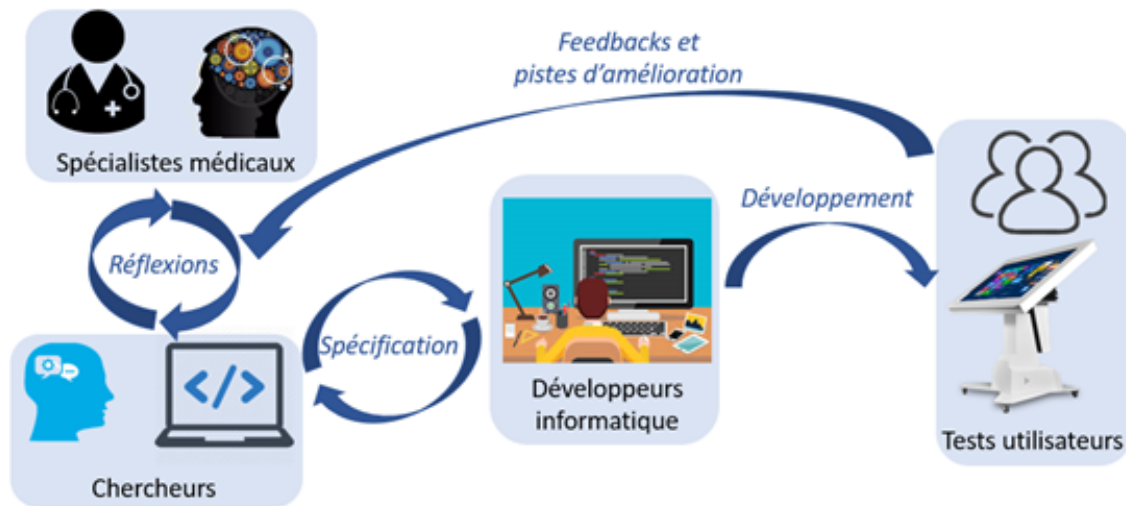 Feedbacks et
pistes d'amélioration
Spécialistes médicaux
Réflexions
Développement
Spécification
</>
Développeurs
informatique
Chercheurs
Tests utilisateurs